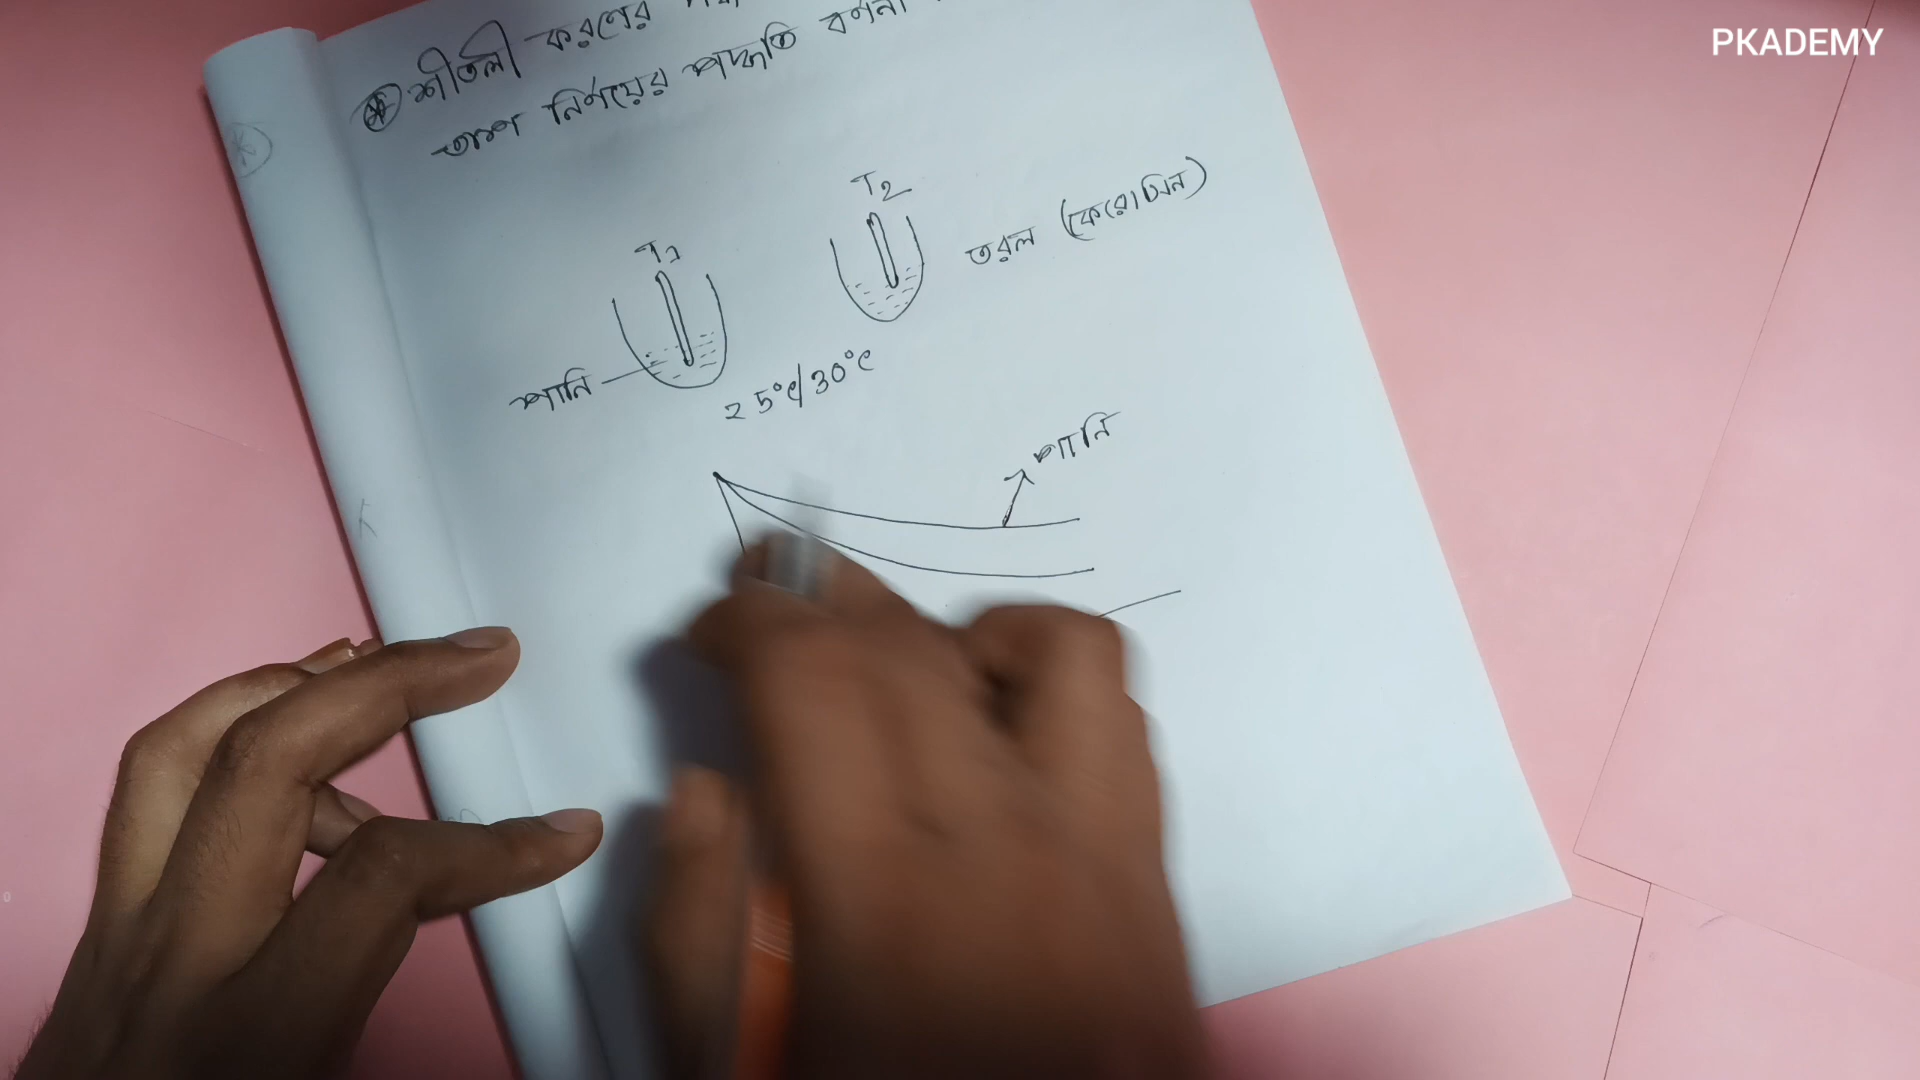 PKADEMY
শীতলী করণের
তাপ নির্ণয়ের পদ্ধতি বর্ণনা
T₁
T₂
তরল (কেরোসিন)
পানি
25°C/30°C
পানি